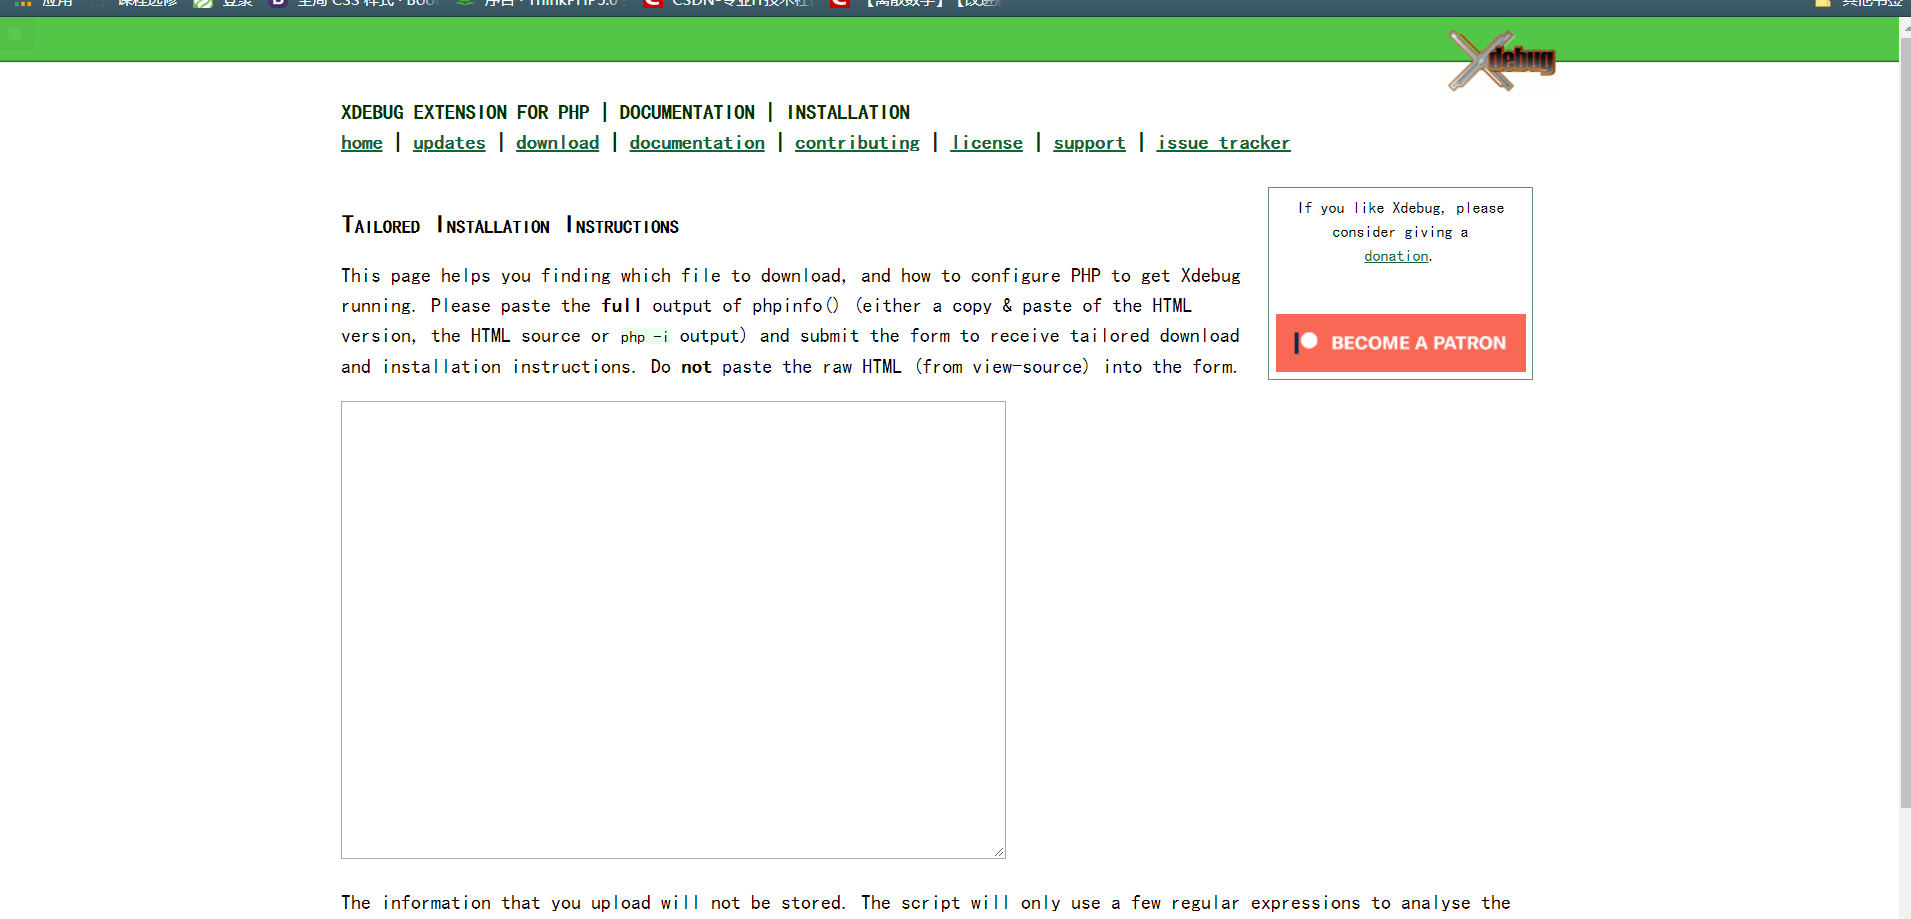 应用 课程选修 登录 B 全局 CSS 样式 · Boo 序言 · ThinkPHP5.0 C CSDN-专业IT技术社 C 【离散数学】【以进 其他书签
Xdebug
XDEBUG EXTENSION FOR PHP | DOCUMENTATION | INSTALLATION
home | updates | download | documentation | contributing | license | support | issue tracker
If you like Xdebug, please
consider giving a
donation.
BECOME A PATRON
Tailored Installation Instructions
This page helps you finding which file to download, and how to configure PHP to get Xdebug
running. Please paste the full output of phpinfo() (either a copy & paste of the HTML
version, the HTML source or php -i output) and submit the form to receive tailored download
and installation instructions. Do not paste the raw HTML (from view-source) into the form.
The information that you upload will not be stored. The script will only use a few regular expressions to analyse the